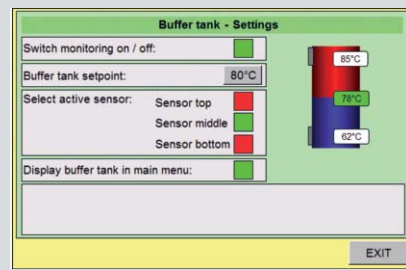 Buffer tank - Settings
Switch monitoring on / off:
Buffer tank setpoint: 80°C
Select active sensor: Sensor top
Sensor middle
Sensor bottom
Display buffer tank in main menu:
85°C
78°C
62°C
EXIT